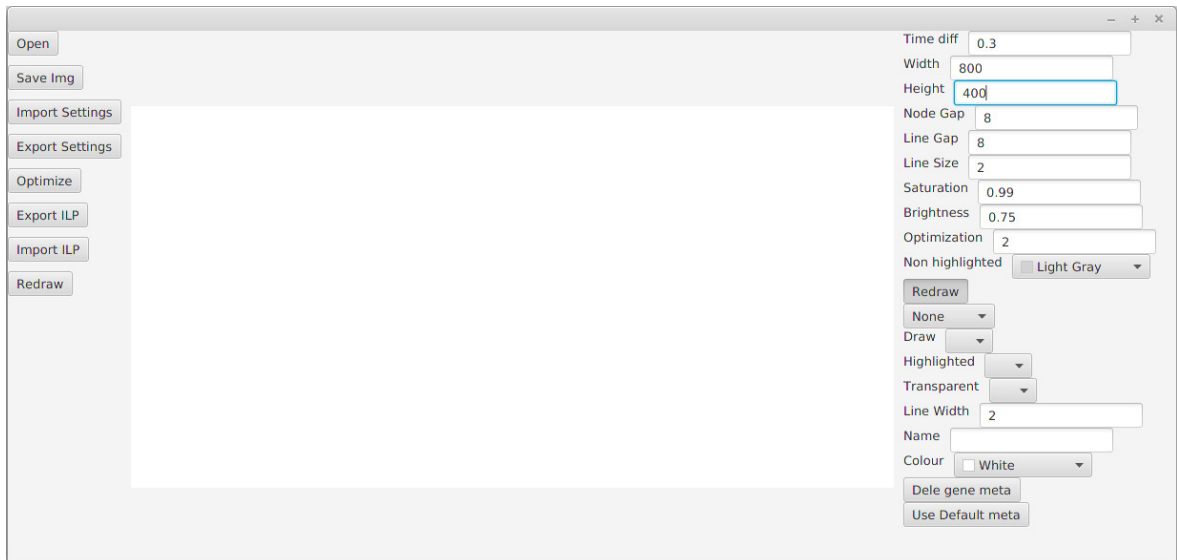 Open
Save Img
Import Settings
Export Settings
Optimize
Export ILP
Import ILP
Redraw
Time diff 0.3
Width 800
Height 400
Node Gap 8
Line Gap 8
Line Size 2
Saturation 0.99
Brightness 0.75
Optimization 2
Non highlighted Light Gray
Redraw
None
Draw
Highlighted
Transparent
Line Width 2
Name
Colour White
Dele gene meta
Use Default meta